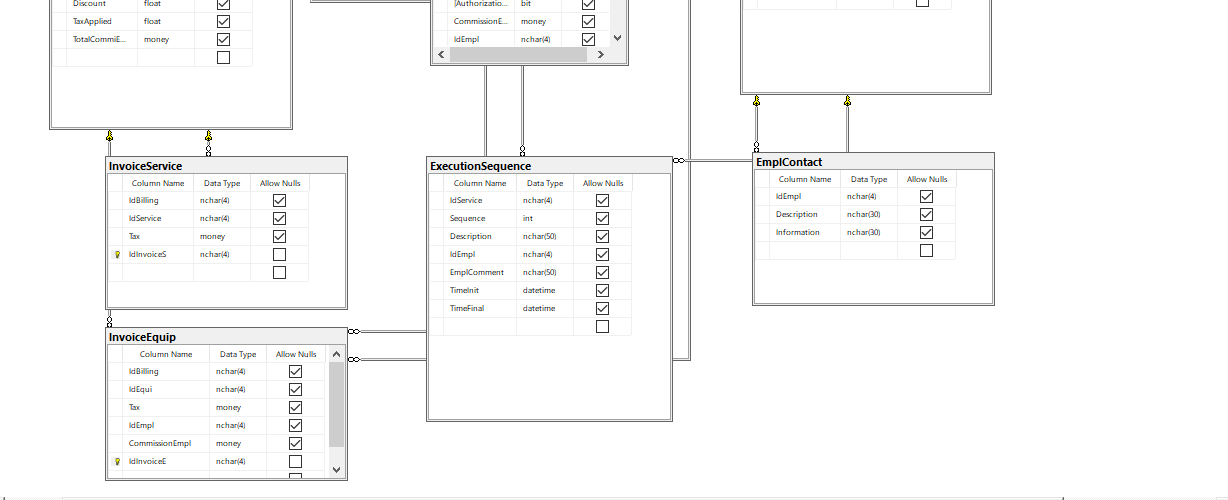 Discount float
TaxApplied float
TotalCommiE... money
(Authorizatio... bit
CommissionE... money
IdEmpl nchar(4)
InvoiceService
Column Name Data Type Allow Nulls
IdBilling nchar(4)
IdService nchar(4)
Tax money
IdInvoiceS nchar(4)
InvoiceEquip
Column Name Data Type Allow Nulls
IdBilling nchar(4)
IdEqui nchar(4)
Tax money
IdEmpl nchar(4)
CommissionEmpl money
IdInvoiceE nchar(4)
ExecutionSequence
Column Name Data Type Allow Nulls
IdService nchar(4)
Sequence int
Description nchar(50)
IdEmpl nchar(4)
EmplComment nchar(50)
TimeInit datetime
TimeFinal datetime
EmplContact
Column Name Data Type Allow Nulls
IdEmpl nchar(4)
Description nchar(30)
Information nchar(30)